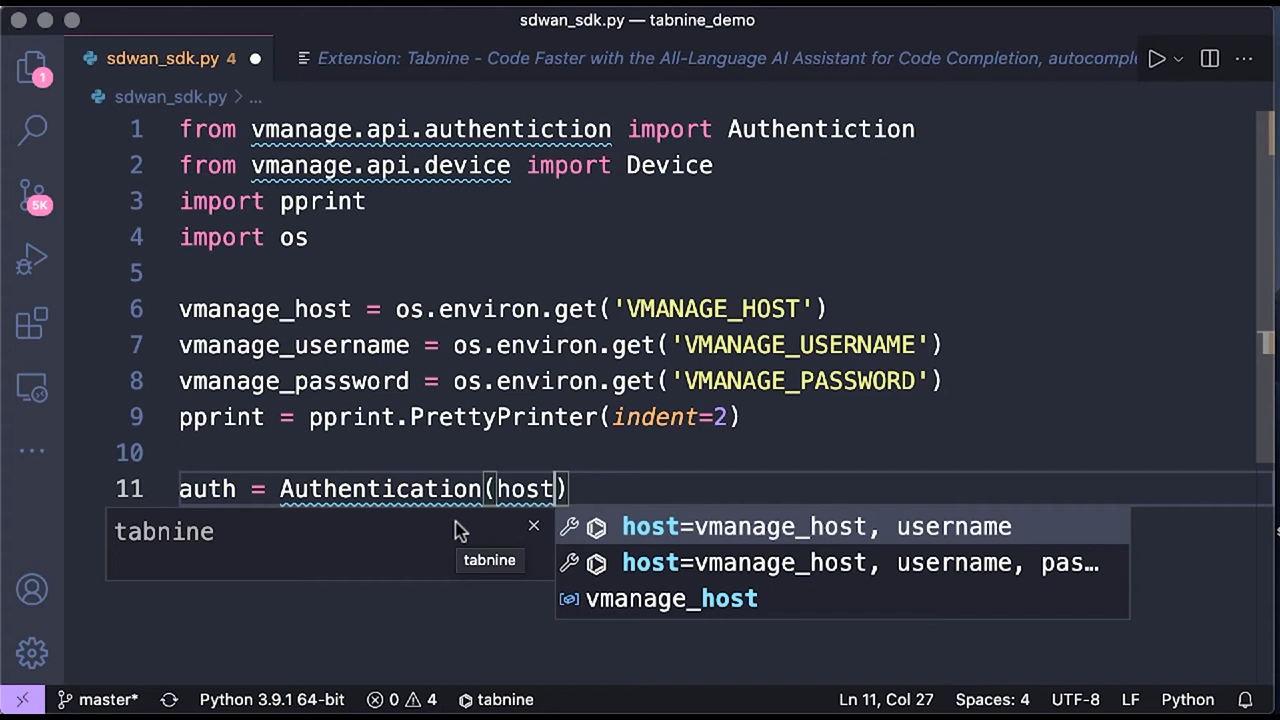 sdwan_sdk.py — tabnine_demo
sdwan_sdk.py 4
Extension: Tabnine - Code Faster with the All-Language AI Assistant for Code Completion, autocomple
sdwan_sdk.py > ...
1
1 from vmanage.api.authentiction import Authentiction
2 from vmanage.api.device import Device
3 import pprint
5K
4 import os
5
6 vmanage_host = os.environ.get('VMANAGE_HOST')
7 vmanage_username = os.environ.get('VMANAGE_USERNAME')
8 vmanage_password = os.environ.get('VMANAGE_PASSWORD')
9 pprint = pprint.PrettyPrinter(indent=2)
10
11 auth = Authentication(host)
tabnine
tabnine
host=vmanage_host, username
host=vmanage_host, username, pas...
vmanage_host
master* Python 3.9.1 64-bit 0 4 tabnine Ln 11, Col 27 Spaces: 4 UTF-8 LF Python